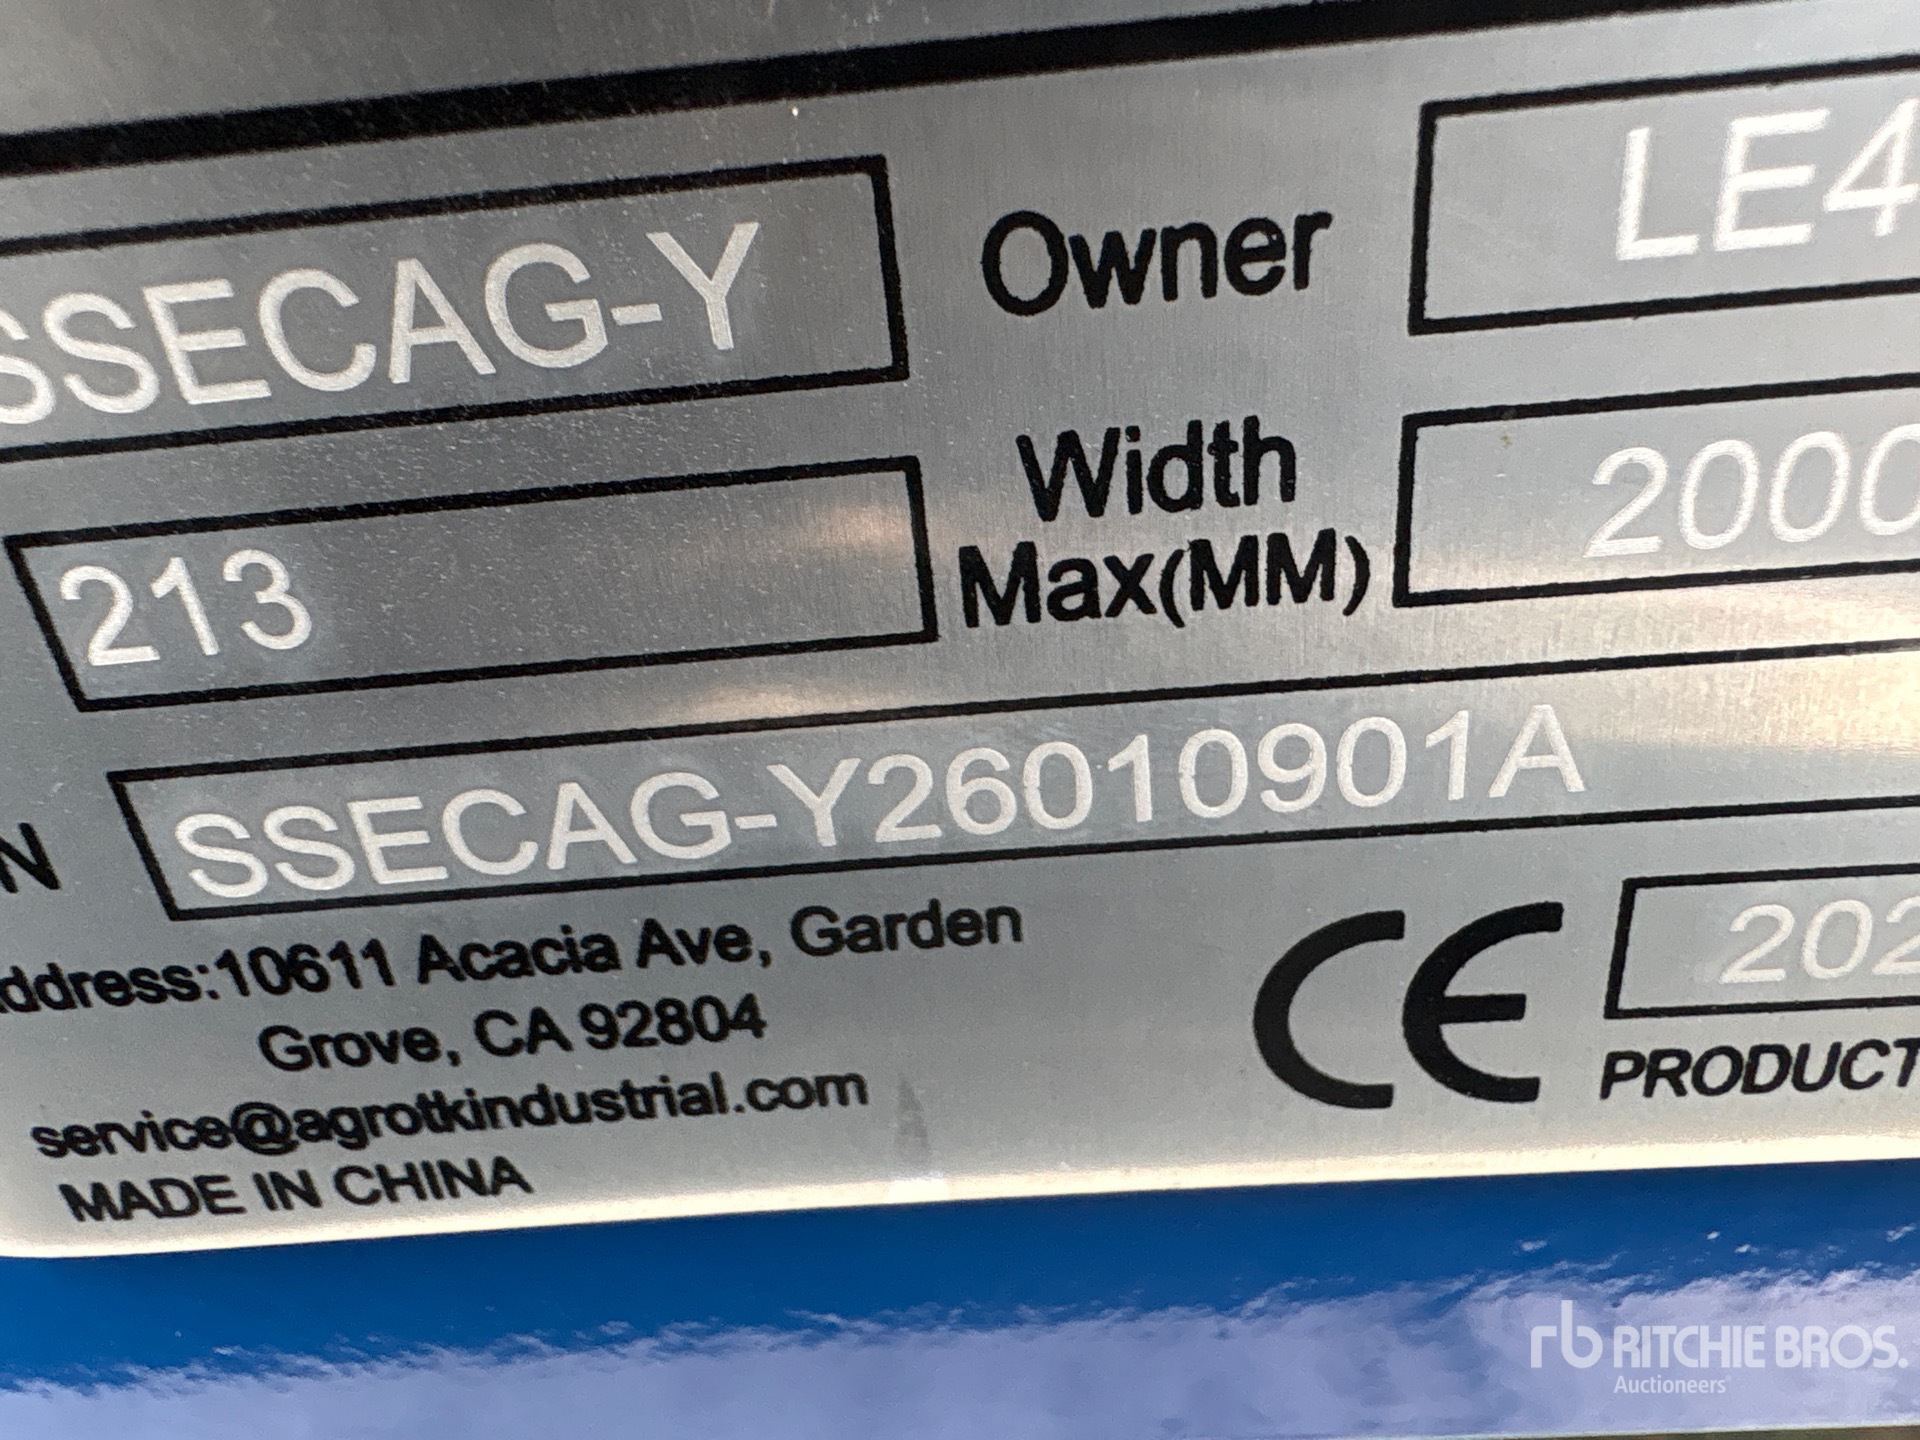 SSECAG-Y Owner LE4
213 Width Max(MM) 2000
N SSECAG-Y26010901A
ddress:10611 Acacia Ave, Garden
Grove, CA 92804
service@agrotkindustrial.com
MADE IN CHINA
CE 202
PRODUCT
rb RITCHIE BROS.
Auctioneers